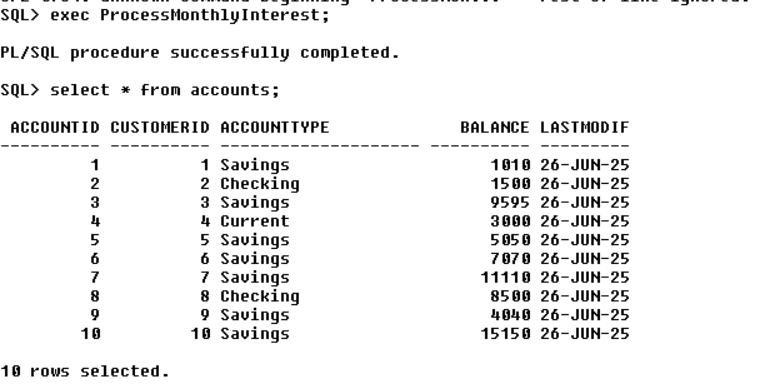 SQL> exec ProcessMonthlyInterest;
PL/SQL procedure successfully completed.
SQL> select * from accounts;
ACCOUNTID CUSTOMERID ACCOUNTTYPE BALANCE LASTMODIF
---------- ---------- -------------------- ---------- ---------
1 1 Savings 1010 26-JUN-25
2 2 Checking 1500 26-JUN-25
3 3 Savings 9595 26-JUN-25
4 4 Current 3000 26-JUN-25
5 5 Savings 5050 26-JUN-25
6 6 Savings 7070 26-JUN-25
7 7 Savings 11110 26-JUN-25
8 8 Checking 8500 26-JUN-25
9 9 Savings 4040 26-JUN-25
10 10 Savings 15150 26-JUN-25
10 rows selected.